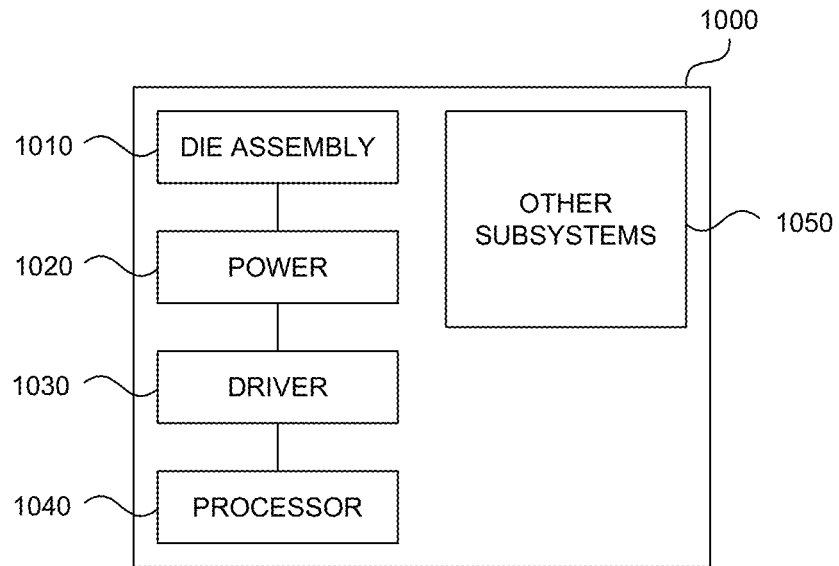 1000
1010
DIE ASSEMBLY
OTHER
SUBSYSTEMS
1050
1020
POWER
1030
DRIVER
1040
PROCESSOR